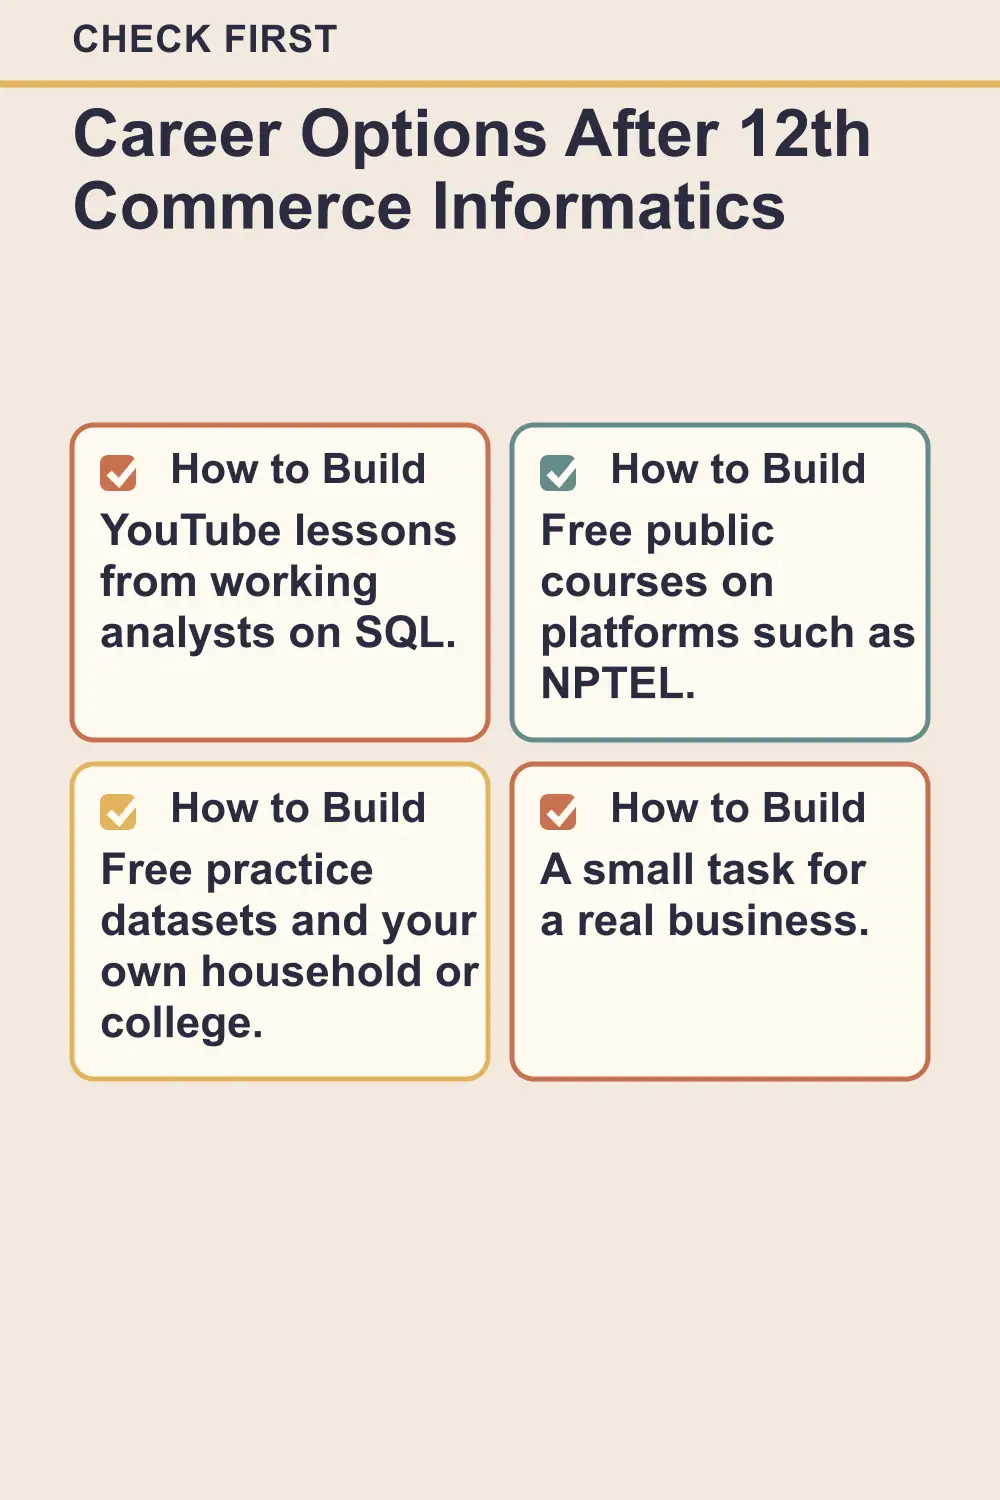 CHECK FIRST
Career Options After 12th
Commerce Informatics
How to Build
YouTube lessons
from working
analysts on SQL.
How to Build
Free public
courses on
platforms such as
NPTEL.
How to Build
Free practice
datasets and your
own household or
college.
How to Build
A small task for
a real business.